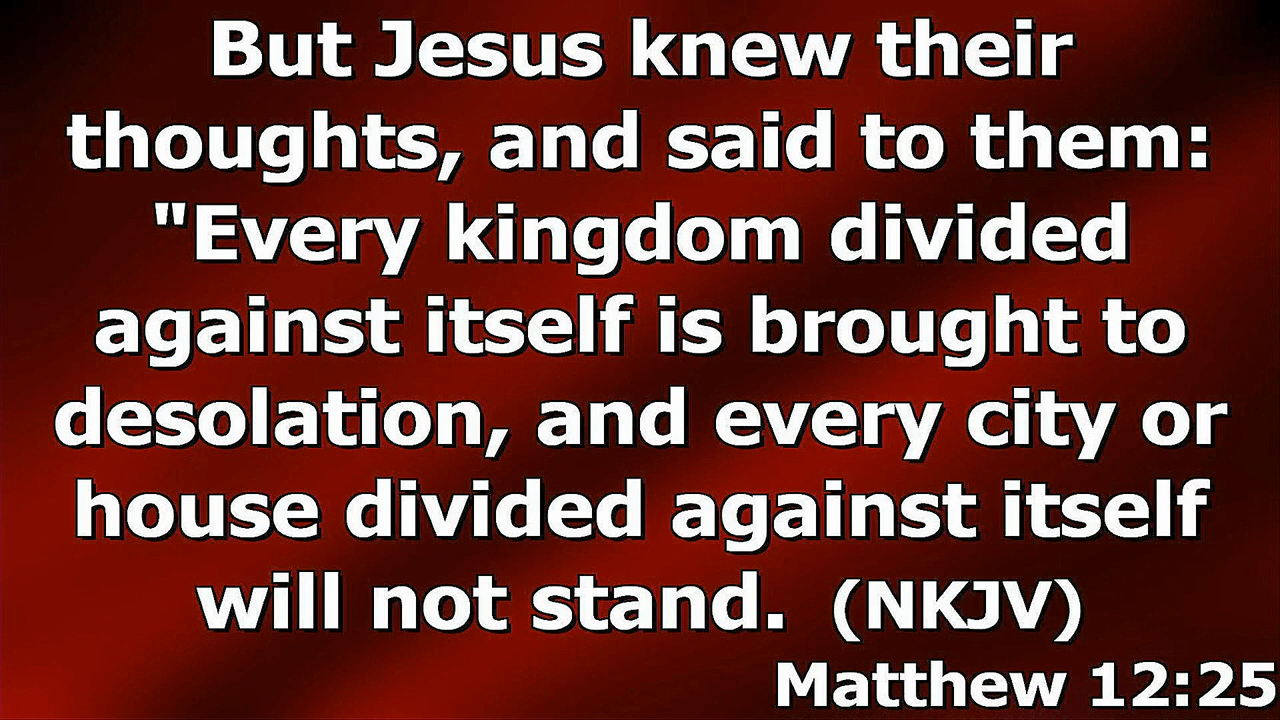 But Jesus knew their
thoughts, and said to them:
"Every kingdom divided
against itself is brought to
desolation, and every city or
house divided against itself
will not stand. (NKJV)
Matthew 12:25